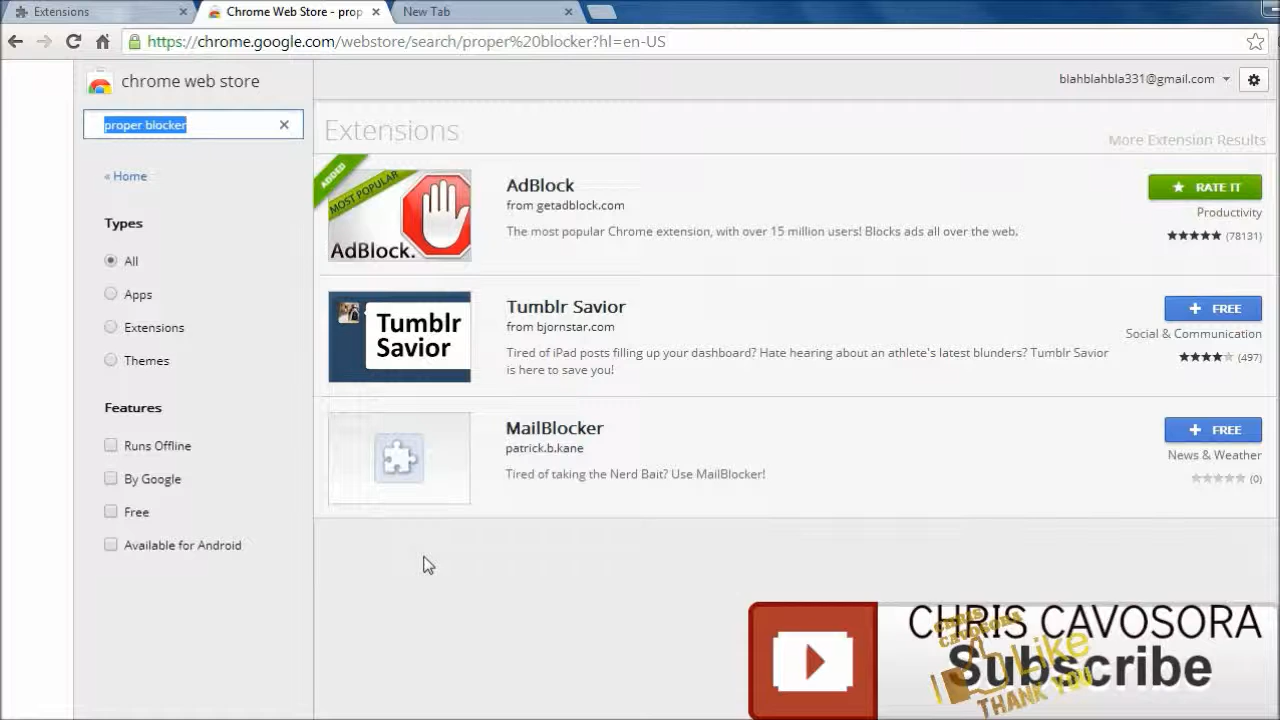 Extensions
Chrome Web Store - prop
New Tab
https://chrome.google.com/webstore/search/proper%20blocker?hl=en-US
chrome web store
blahblahbla331@gmail.com
proper blocker
« Home
Types
All
Apps
Extensions
Themes
Features
Runs Offline
By Google
Free
Available for Android
Extensions
More Extension Results
ADDED
MOST POPULAR
AdBlock.
AdBlock
from getadblock.com
The most popular Chrome extension, with over 15 million users! Blocks ads all over the web.
RATE IT
Productivity
(78131)
Tumblr
Savior
Tumblr Savior
from bjornstar.com
Tired of iPad posts filling up your dashboard? Hate hearing about an athlete's latest blunders? Tumblr Savior
is here to save you!
FREE
Social & Communication
(497)
MailBlocker
patrick.b.kane
Tired of taking the Nerd Bait? Use MailBlocker!
FREE
News & Weather
(0)
CHRIS CAVOSORA
Subscribe
CHRIS
CAVOSORA
Like
THANK YOU